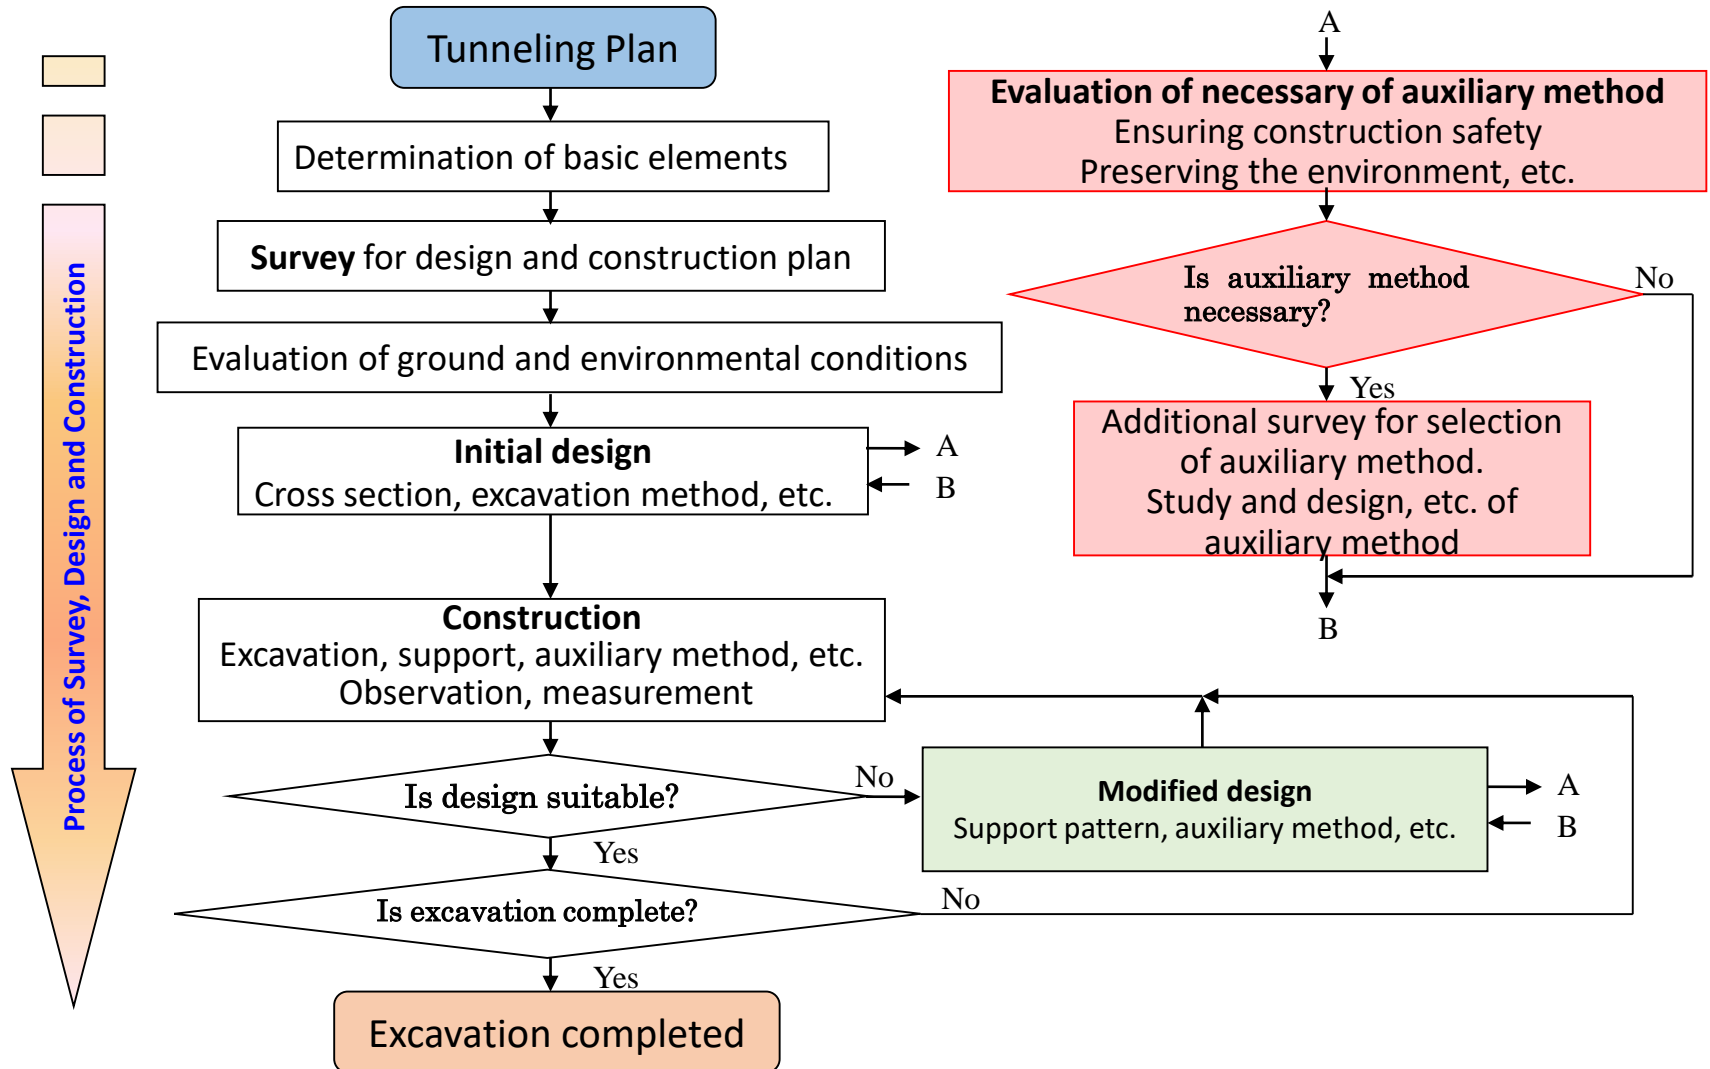 Tunneling Plan
Determination of basic elements
Survey for design and construction plan
Evaluation of ground and environmental conditions
Initial design
Cross section, excavation method, etc.
A
B
Construction
Excavation, support, auxiliary method, etc.
Observation, measurement
Is design suitable?
No
Yes
Modified design
Support pattern, auxiliary method, etc.
A
B
Is excavation complete?
No
Yes
Excavation completed
A
Evaluation of necessary of auxiliary method
Ensuring construction safety
Preserving the environment, etc.
Is auxiliary method
necessary?
No
Yes
Additional survey for selection
of auxiliary method.
Study and design, etc. of
auxiliary method
B
Process of Survey, Design and Construction